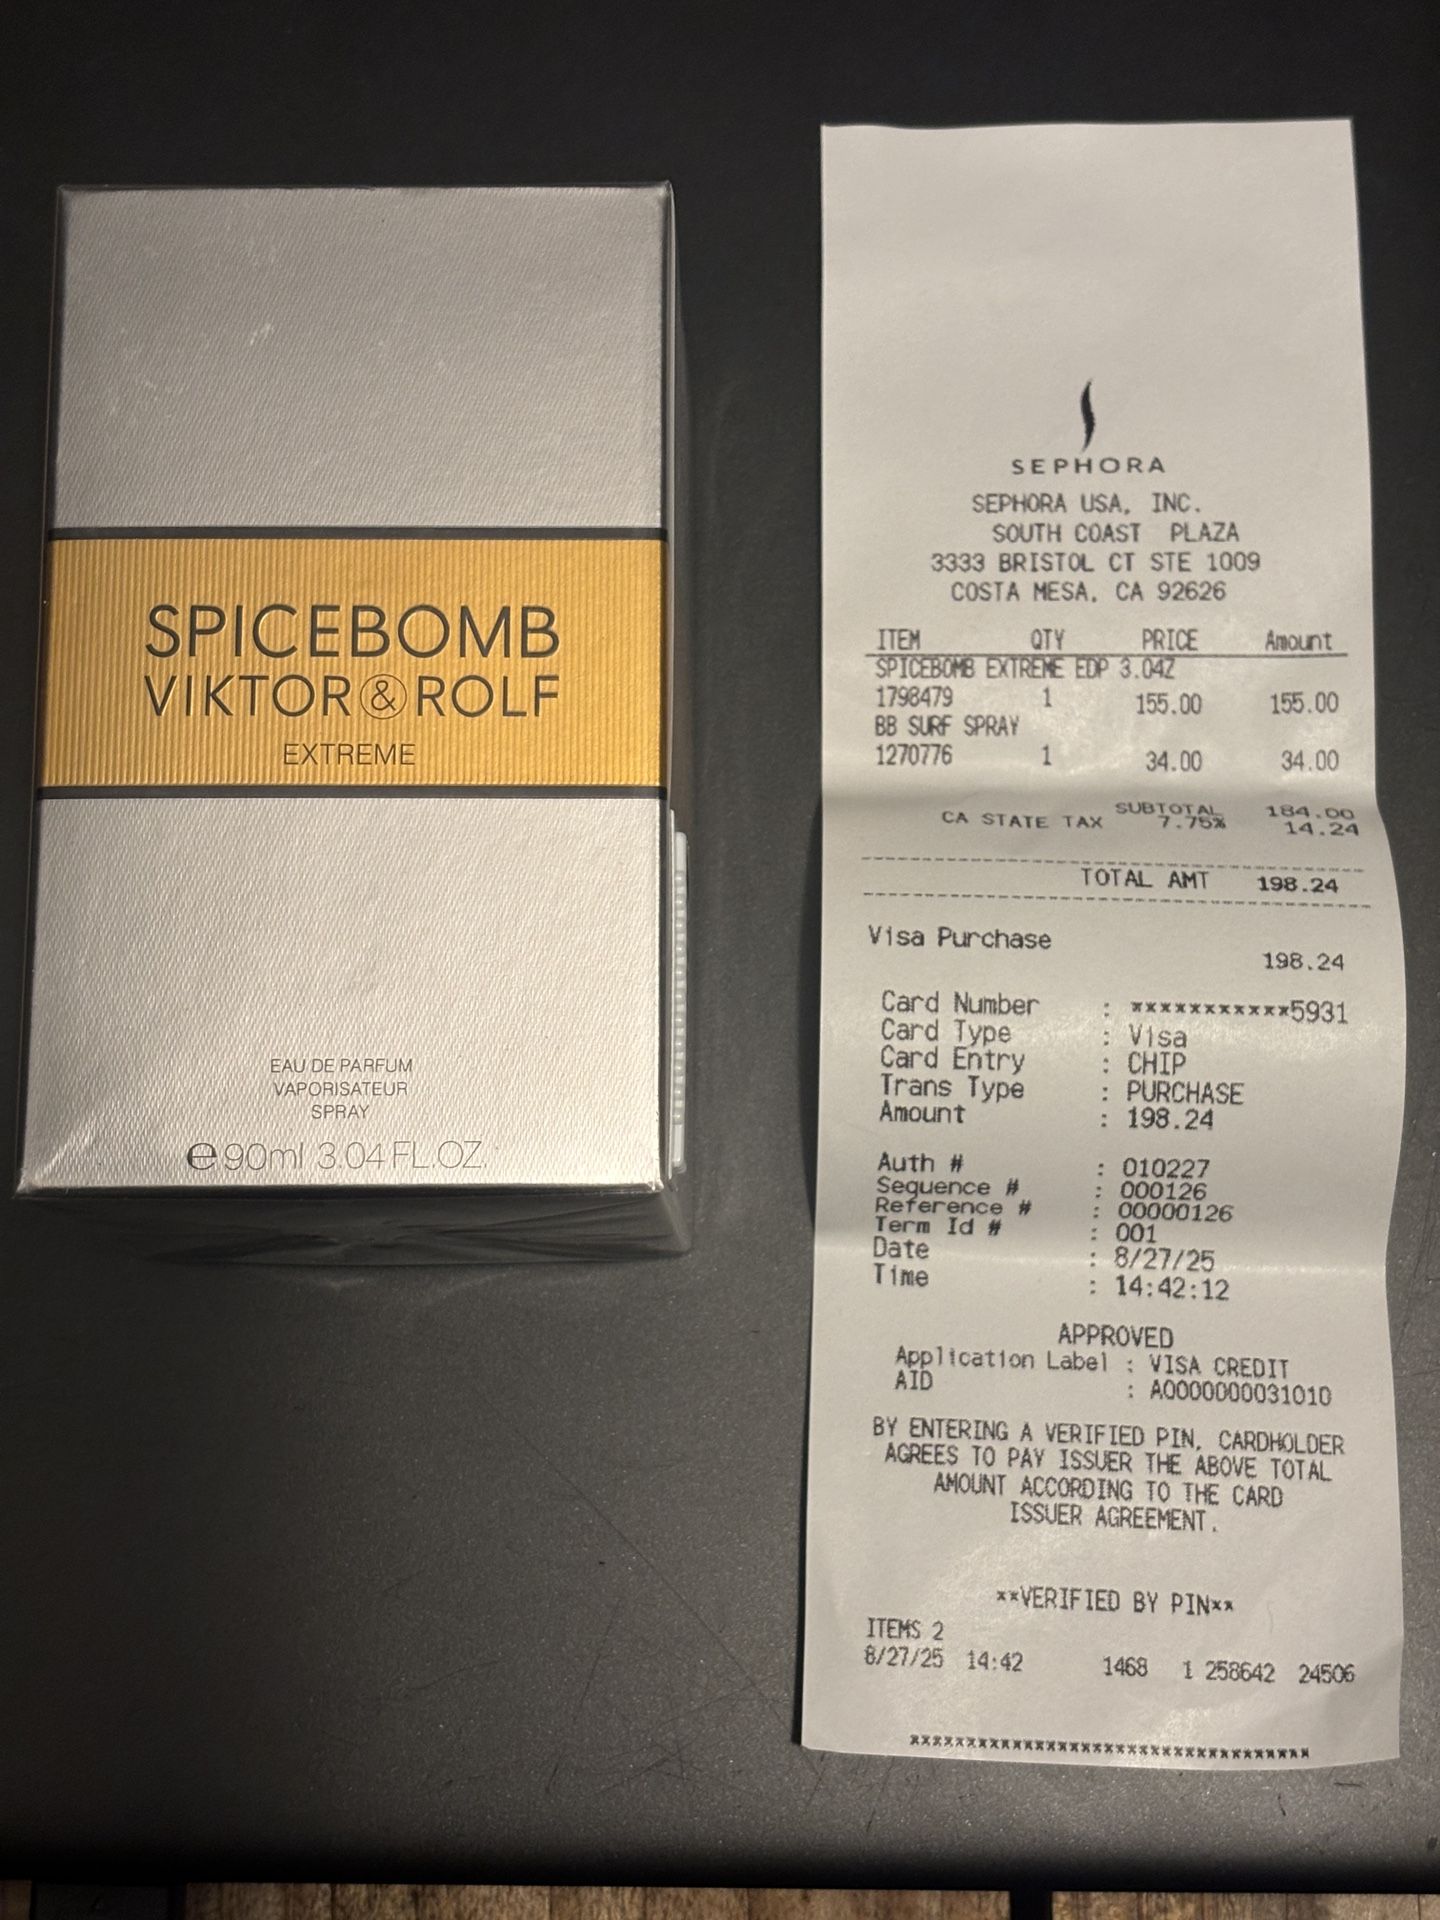 SPICEBOMB
VIKTOR&ROLF
EXTREME
EAU DE PARFUM
VAPORISATEUR
SPRAY
e 90ml 3.04 FL.OZ.
SEPHORA
SEPHORA USA, INC.
SOUTH COAST PLAZA
3333 BRISTOL CT STE 1009
COSTA MESA, CA 92626
ITEM QTY PRICE Amount
SPICEBOMB EXTREME EDP 3.04Z
1798479 1 155.00 155.00
BB SURF SPRAY
1270776 1 34.00 34.00
SUBTOTAL 184.00
CA STATE TAX 7.75% 14.24
TOTAL AMT 198.24
Visa Purchase
198.24
Card Number : ***********5931
Card Type : Visa
Card Entry : CHIP
Trans Type : PURCHASE
Amount : 198.24
Auth # : 010227
Sequence # : 000126
Reference # : 00000126
Term Id # : 001
Date : 8/27/25
Time : 14:42:12
APPROVED
Application Label : VISA CREDIT
AID : A0000000031010
BY ENTERING A VERIFIED PIN, CARDHOLDER
AGREES TO PAY ISSUER THE ABOVE TOTAL
AMOUNT ACCORDING TO THE CARD
ISSUER AGREEMENT.
**VERIFIED BY PIN**
ITEMS 2
8/27/25 14:42 1468 1 258642 24506